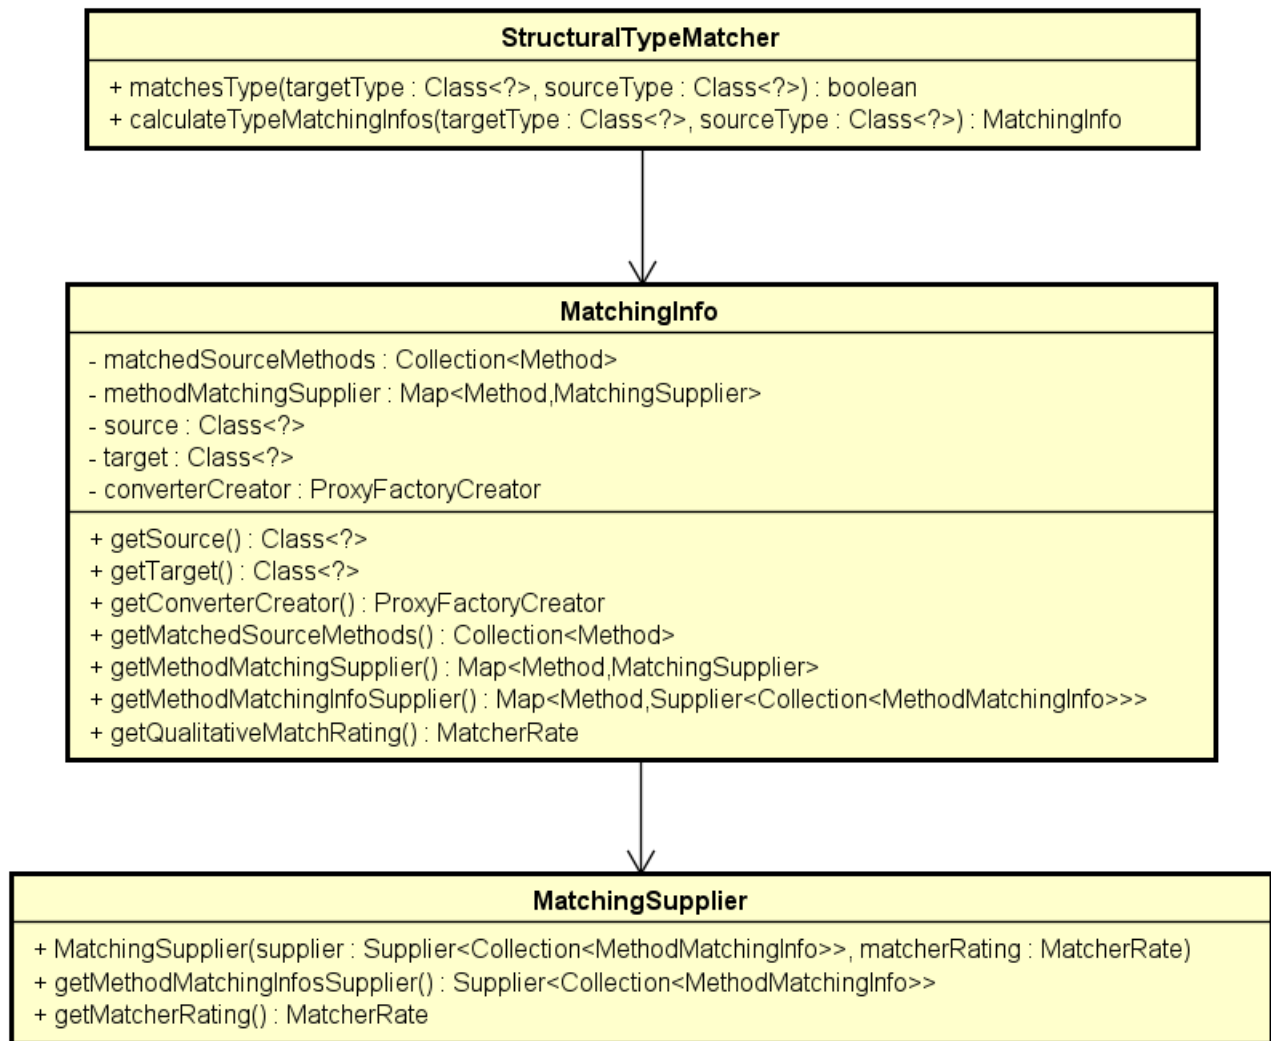 StructuralTypeMatcher
+ matchesType(targetType : Class<?>, sourceType : Class<?>) : boolean
+ calculateTypeMatchingInfos(targetType : Class<?>, sourceType : Class<?>) : MatchingInfo
MatchingInfo
- matchedSourceMethods : Collection<Method>
- methodMatchingSupplier : Map<Method,MatchingSupplier>
- source : Class<?>
- target : Class<?>
- converterCreator : ProxyFactoryCreator
+ getSource() : Class<?>
+ getTarget() : Class<?>
+ getConverterCreator() : ProxyFactoryCreator
+ getMatchedSourceMethods() : Collection<Method>
+ getMethodMatchingSupplier() : Map<Method,MatchingSupplier>
+ getMethodMatchingInfoSupplier() : Map<Method,Supplier<Collection<MethodMatchingInfo>>>
+ getQualitativeMatchRating() : MatcherRate
MatchingSupplier
+ MatchingSupplier(supplier : Supplier<Collection<MethodMatchingInfo>>, matcherRating : MatcherRate)
+ getMethodMatchingInfosSupplier() : Supplier<Collection<MethodMatchingInfo>>
+ getMatcherRating() : MatcherRate